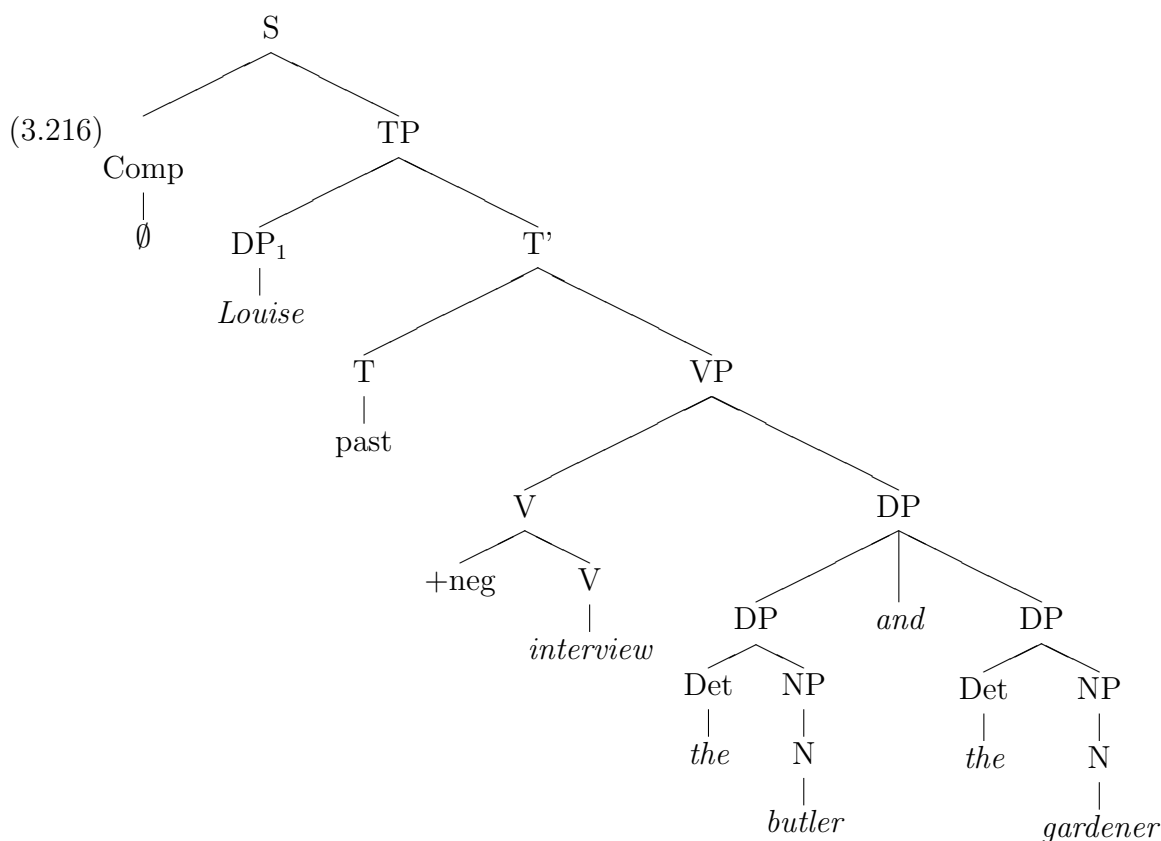 S
(3.216)
TP
Comp
∅
DP₁
T’
Louise
T
VP
past
V
DP
+neg
V
DP
and
DP
interview
Det
NP
Det
NP
the
N
the
N
butler
gardener